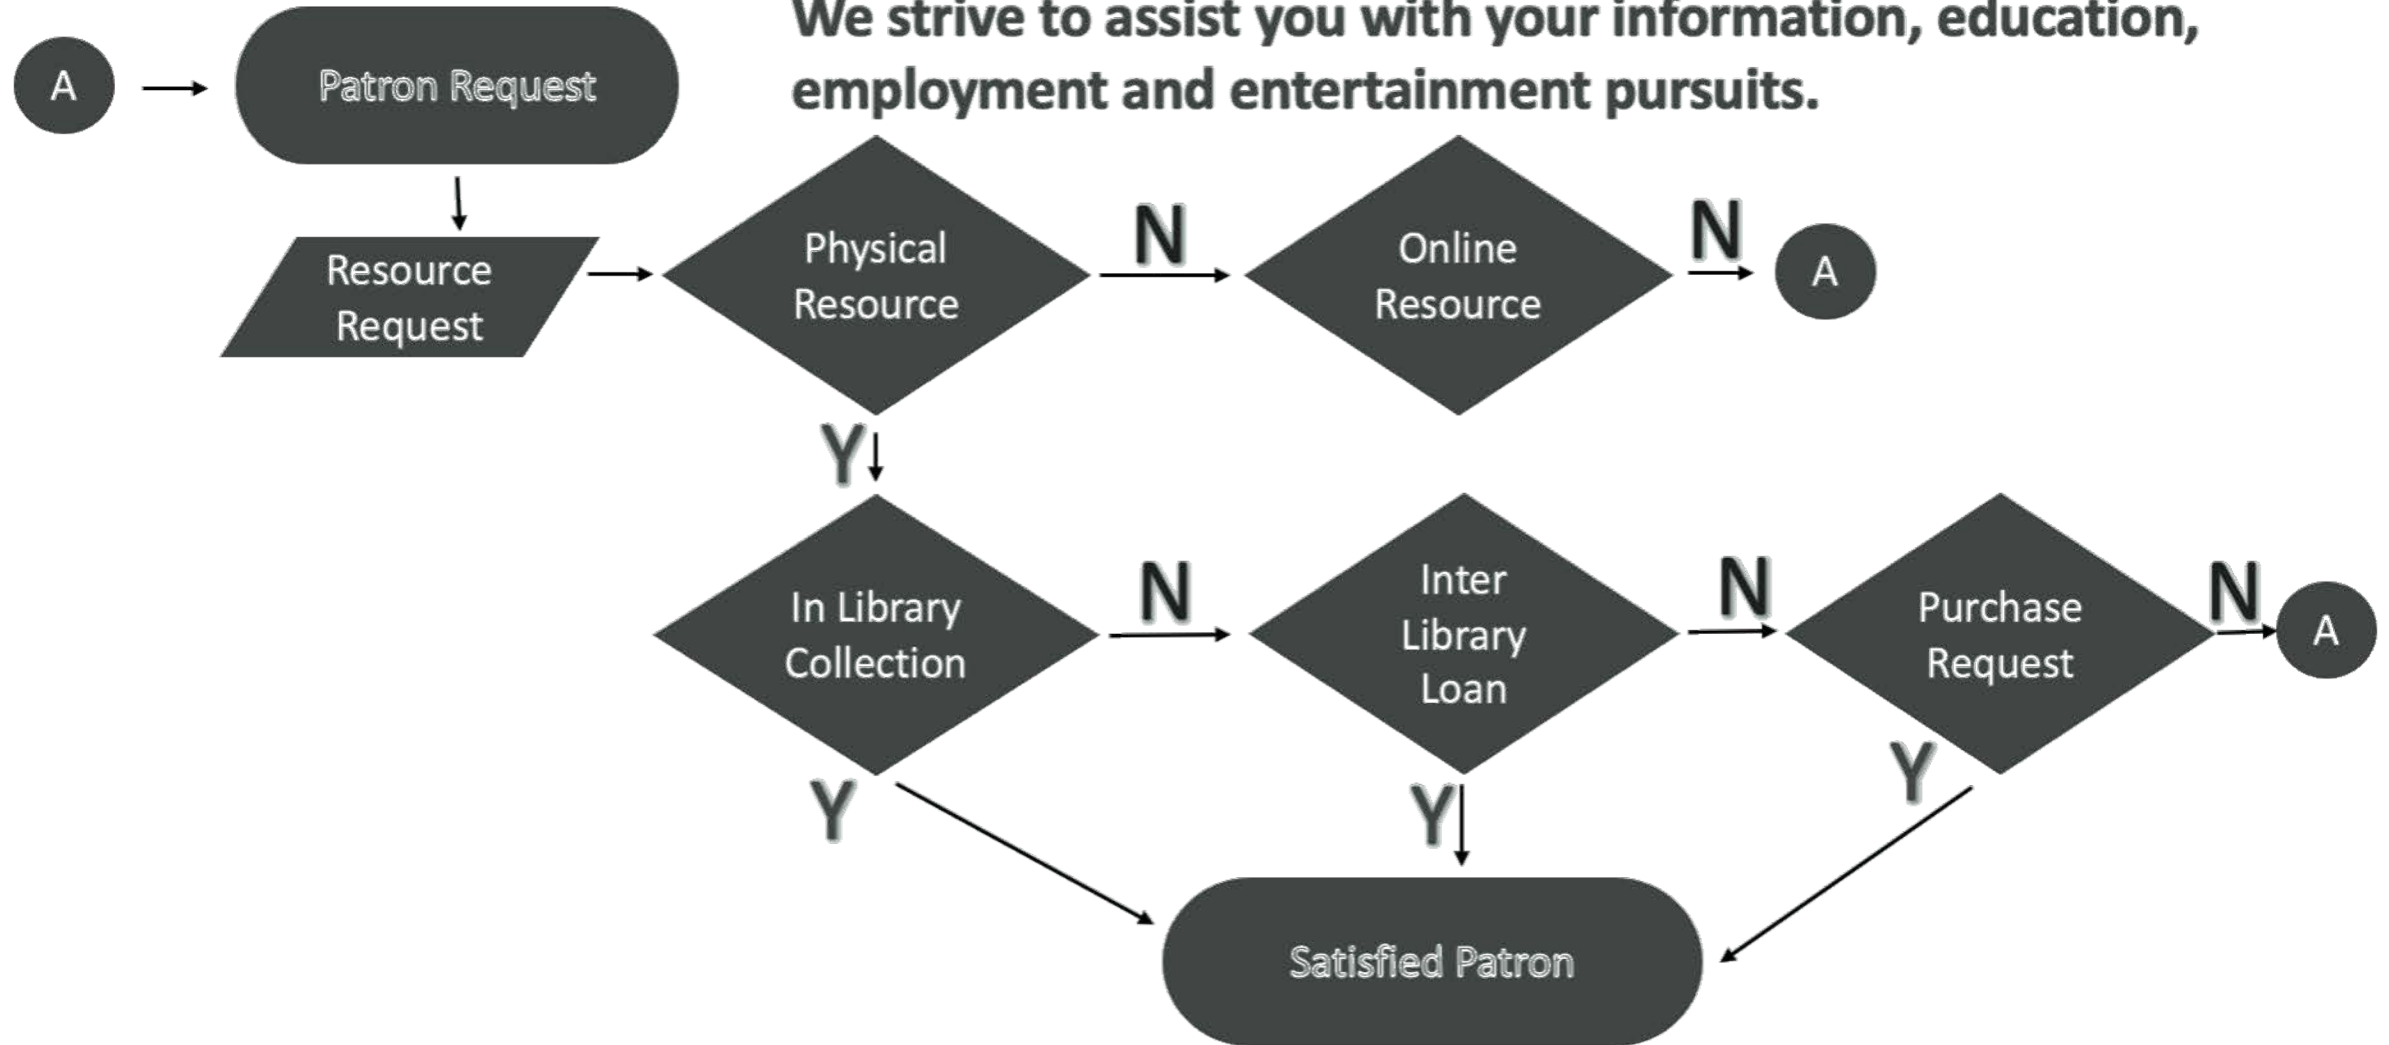 We strive to assist you with your information, education,
employment and entertainment pursuits.
A
Patron Request
Resource
Request
Physical
Resource
N
Online
Resource
N
A
Y
In Library
Collection
N
Inter
Library
Loan
N
Purchase
Request
N
A
Y
Y
Y
Satisfied Patron